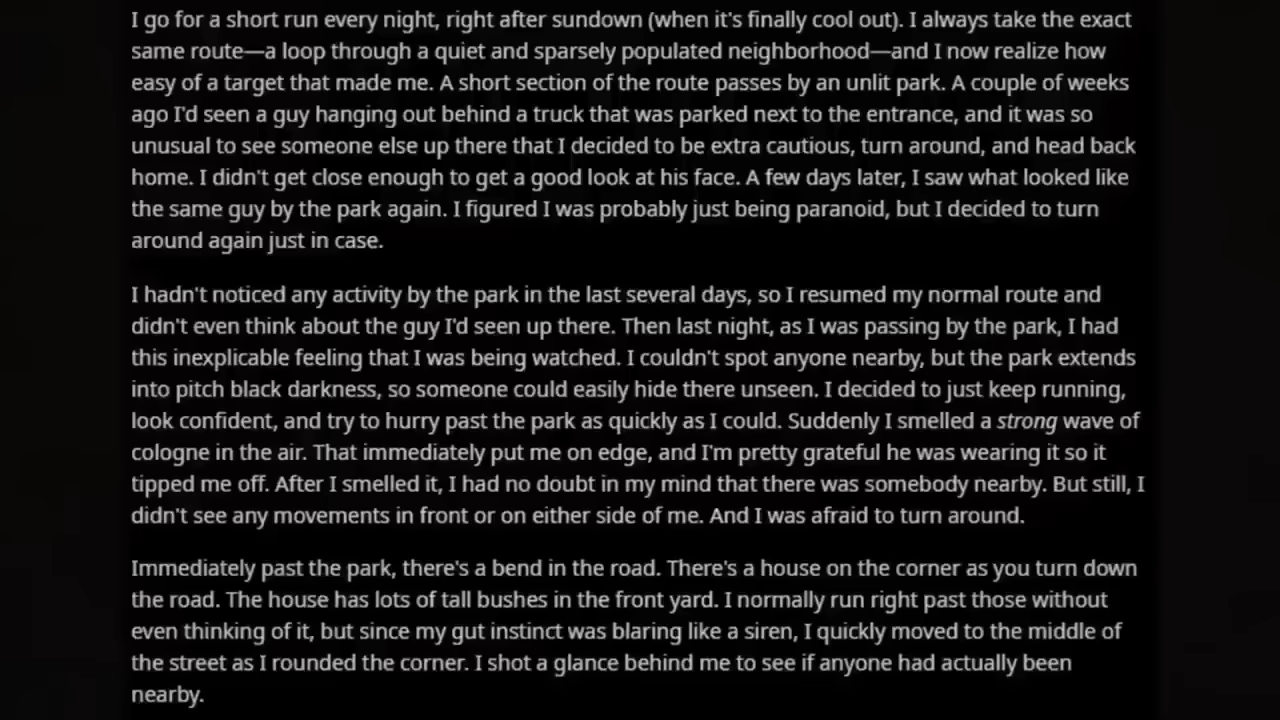 I go for a short run every night, right after sundown (when it's finally cool out). I always take the exact
same route—a loop through a quiet and sparsely populated neighborhood—and I now realize how
easy of a target that made me. A short section of the route passes by an unlit park. A couple of weeks
ago I'd seen a guy hanging out behind a truck that was parked next to the entrance, and it was so
unusual to see someone else up there that I decided to be extra cautious, turn around, and head back
home. I didn't get close enough to get a good look at his face. A few days later, I saw what looked like
the same guy by the park again. I figured I was probably just being paranoid, but I decided to turn
around again just in case.
I hadn't noticed any activity by the park in the last several days, so I resumed my normal route and
didn't even think about the guy I'd seen up there. Then last night, as I was passing by the park, I had
this inexplicable feeling that I was being watched. I couldn't spot anyone nearby, but the park extends
into pitch black darkness, so someone could easily hide there unseen. I decided to just keep running,
look confident, and try to hurry past the park as quickly as I could. Suddenly I smelled a strong wave of
cologne in the air. That immediately put me on edge, and I'm pretty grateful he was wearing it so it
tipped me off. After I smelled it, I had no doubt in my mind that there was somebody nearby. But still, I
didn't see any movements in front or on either side of me. And I was afraid to turn around.
Immediately past the park, there's a bend in the road. There's a house on the corner as you turn down
the road. The house has lots of tall bushes in the front yard. I normally run right past those without
even thinking of it, but since my gut instinct was blaring like a siren, I quickly moved to the middle of
the street as I rounded the corner. I shot a glance behind me to see if anyone had actually been
nearby.